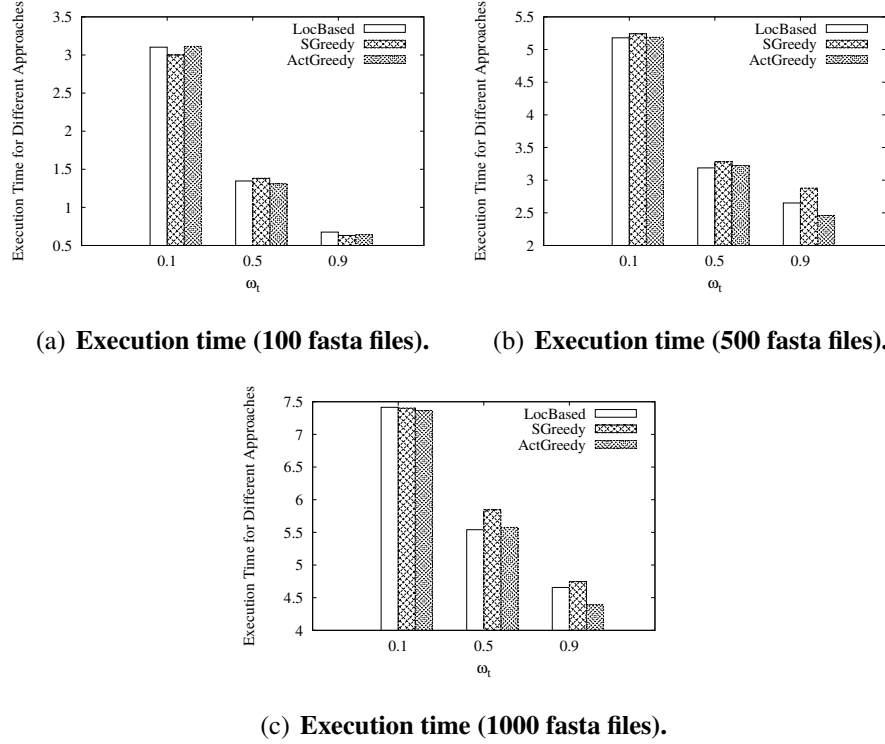 Execution Time for Different Approaches
3.5
3
2.5
2
1.5
1
0.5
LocBased
SGreedy
ActGreedy
0.1 0.5 0.9
ωt
(a) Execution time (100 fasta files).
Execution Time for Different Approaches
5.5
5
4.5
4
3.5
3
2.5
2
LocBased
SGreedy
ActGreedy
0.1 0.5 0.9
ωt
(b) Execution time (500 fasta files).
Execution Time for Different Approaches
7.5
7
6.5
6
5.5
5
4.5
4
LocBased
SGreedy
ActGreedy
0.1 0.5 0.9
ωt
(c) Execution time (1000 fasta files).